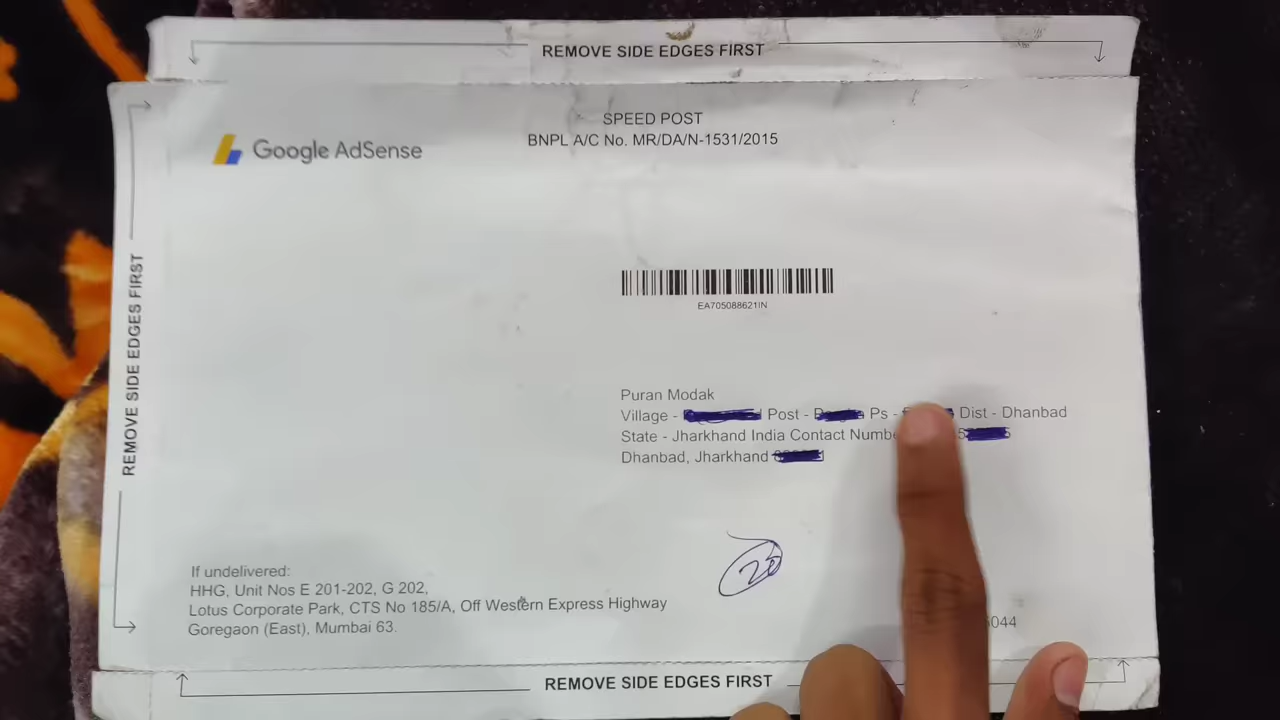 REMOVE SIDE EDGES FIRST
SPEED POST
BNPL A/C No. MR/DA/N-1531/2015
Google AdSense
REMOVE SIDE EDGES FIRST
EA705088621IN
Puran Modak
Village - Post - Ps - Dist - Dhanbad
State - Jharkhand India Contact
Dhanbad, Jharkhand
20
If undelivered:
HHG, Unit Nos E 201-202, G 202,
Lotus Corporate Park, CTS No 185/A, Off Western Express Highway
Goregaon (East), Mumbai 63.
REMOVE SIDE EDGES FIRST